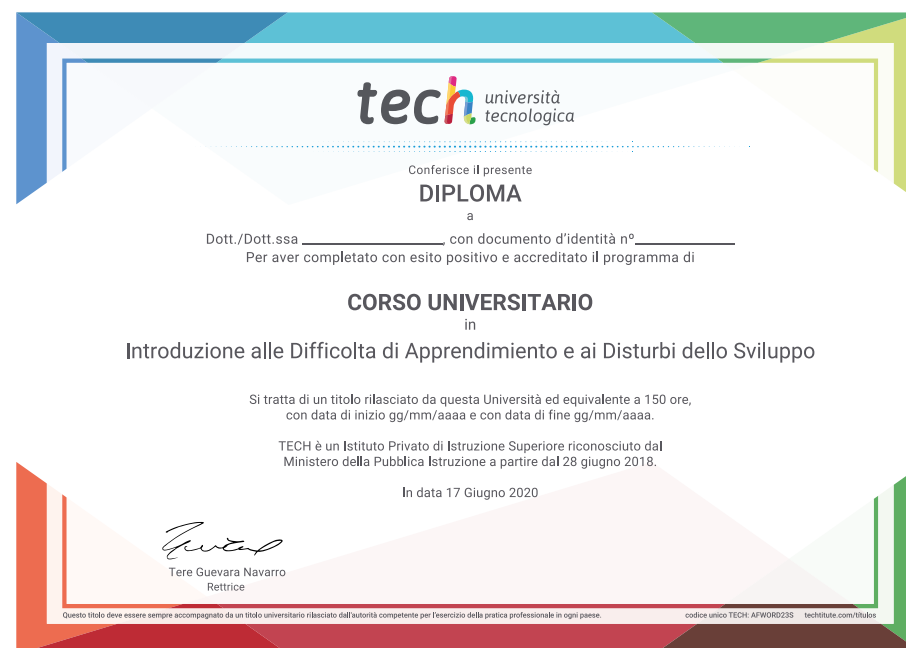 tech università
tecnologica
Conferisce il presente
DIPLOMA
a
Dott./Dott.ssa ____________________, con documento d'identità nº______________
Per aver completato con esito positivo e accreditato il programma di
CORSO UNIVERSITARIO
in
Introduzione alle Difficolta di Apprendimiento e ai Disturbi dello Sviluppo
Si tratta di un titolo rilasciato da questa Università ed equivalente a 150 ore,
con data di inizio gg/mm/aaaa e con data di fine gg/mm/aaaa.
TECH è un Istituto Privato di Istruzione Superiore riconosciuto dal
Ministero della Pubblica Istruzione a partire dal 28 giugno 2018.
In data 17 Giugno 2020
Tere Guevara Navarro
Rettrice
Questo titolo deve essere sempre accompagnato da un titolo universitario rilasciato dall'autorità competente per l'esercizio della pratica professionale in ogni paese. codice unico TECH: AFWORD23S techtitute.com/titulos